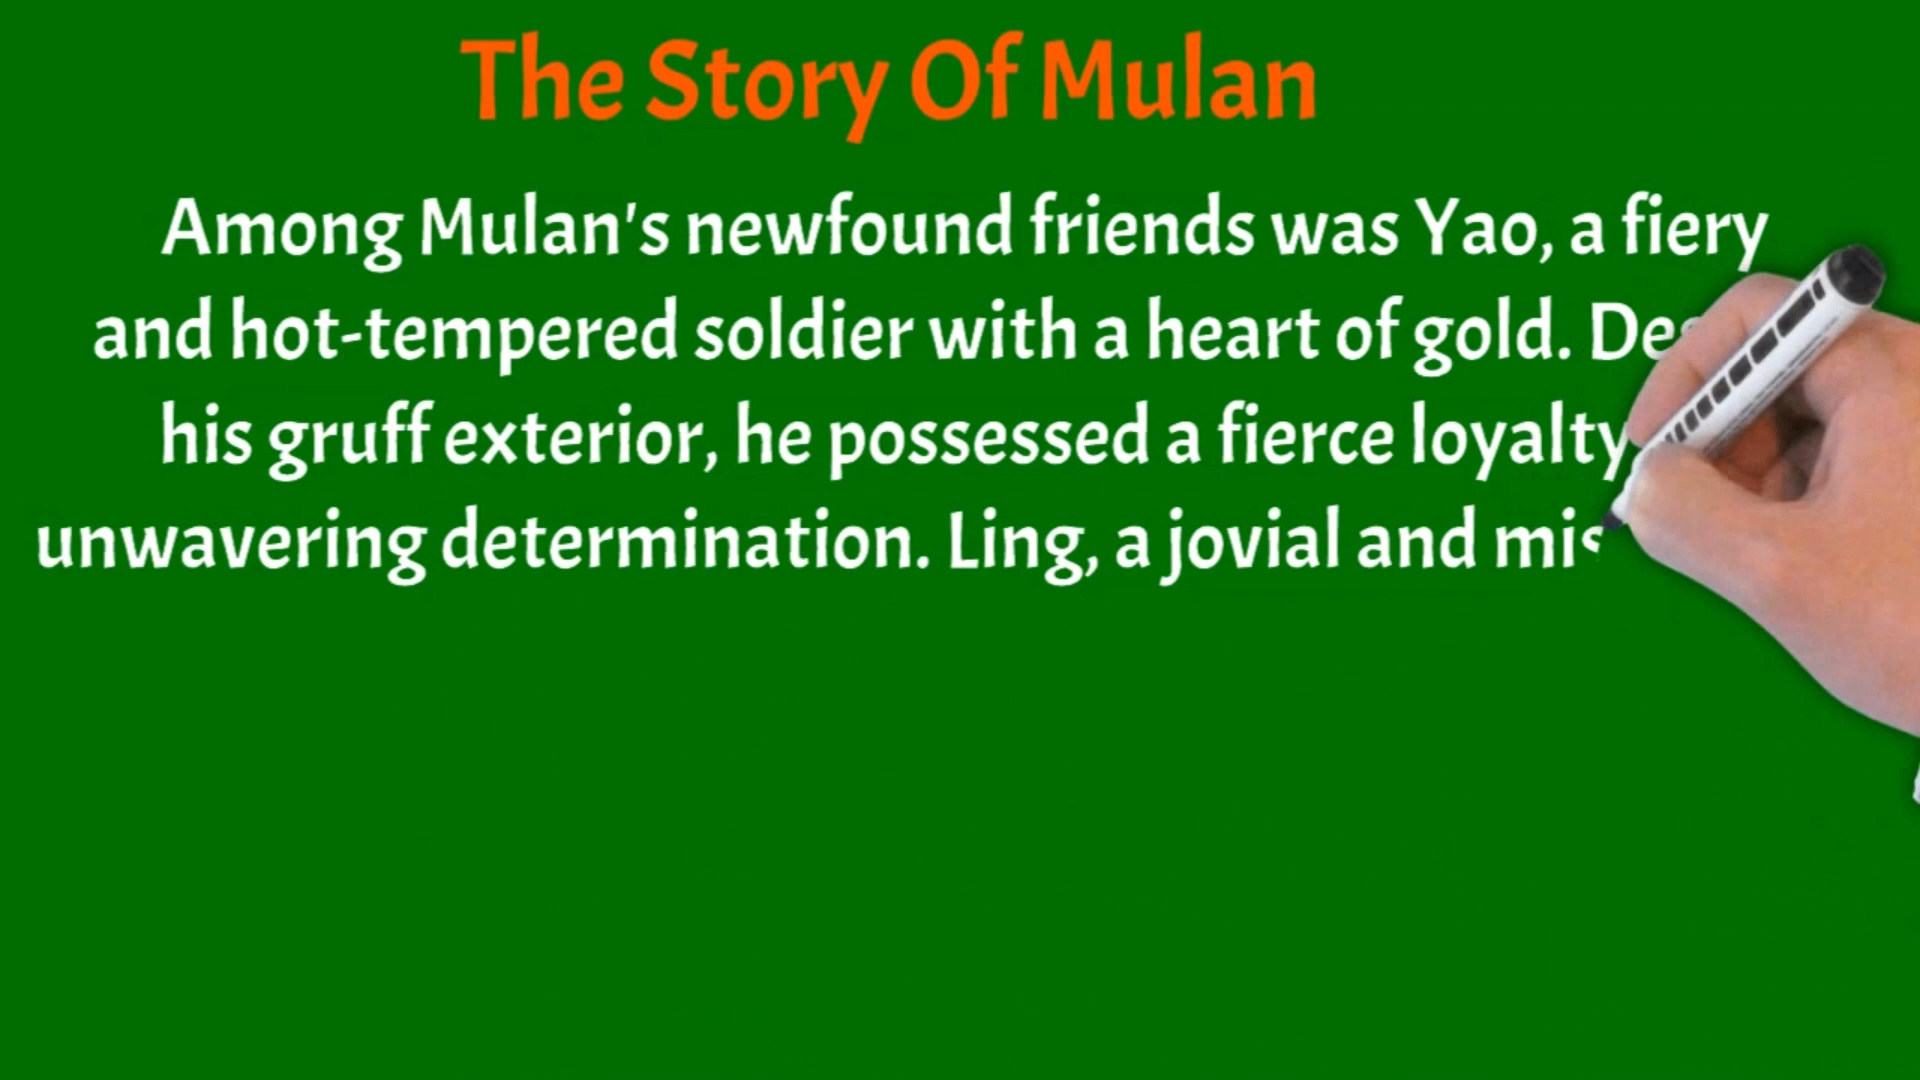 The Story Of Mulan
Among Mulan's newfound friends was Yao, a fiery
and hot-tempered soldier with a heart of gold.
his gruff exterior, he possessed a fierce loyalty
unwavering determination. Ling, a jovial and